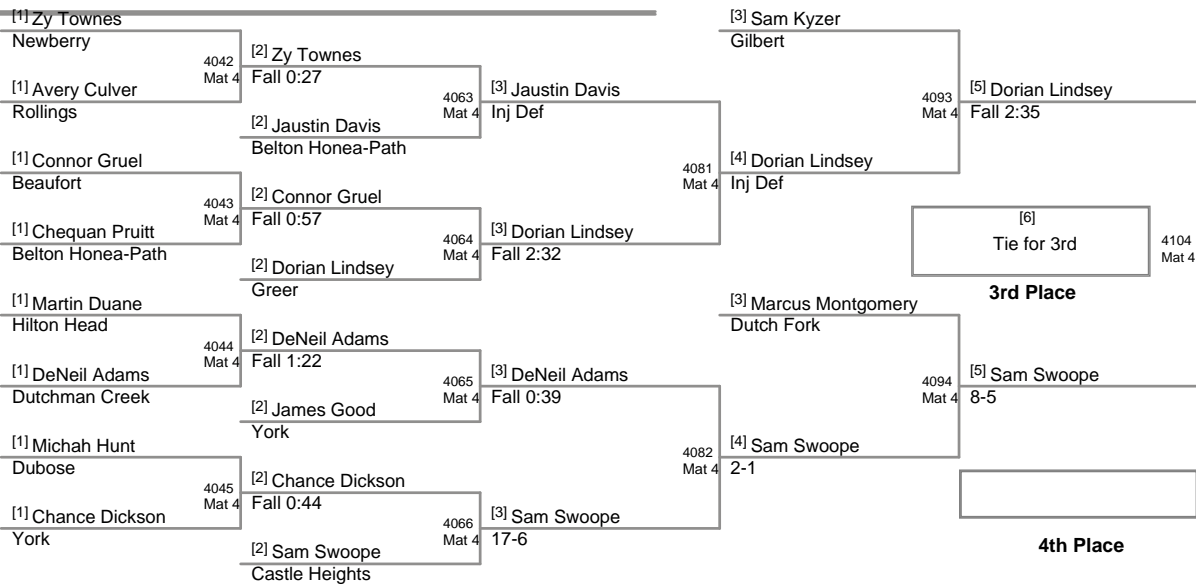 [1] Zy Townes
Newberry
4042
Mat 4
[1] Avery Culver
Rollings
[1] Connor Gruel
Beaufort
4043
Mat 4
[1] Chequan Pruitt
Belton Honea-Path
[1] Martin Duane
Hilton Head
4044
Mat 4
[1] DeNeil Adams
Dutchman Creek
[1] Michah Hunt
Dubose
4045
Mat 4
[1] Chance Dickson
York
[2] Zy Townes
Fall 0:27
4063
Mat 4
[2] Jaustin Davis
Belton Honea-Path
[2] Connor Gruel
Fall 0:57
4064
Mat 4
[2] Dorian Lindsey
Greer
[2] DeNeil Adams
Fall 1:22
4065
Mat 4
[2] James Good
York
[2] Chance Dickson
Fall 0:44
4066
Mat 4
[2] Sam Swoope
Castle Heights
[3] Jaustin Davis
Inj Def
4081
Mat 4
[3] Dorian Lindsey
Fall 2:32
[3] DeNeil Adams
Fall 0:39
4082
Mat 4
[3] Sam Swoope
17-6
[3] Sam Kyzer
Gilbert
4093
Mat 4
[4] Dorian Lindsey
Inj Def
[3] Marcus Montgomery
Dutch Fork
4094
Mat 4
[4] Sam Swoope
2-1
[5] Dorian Lindsey
Fall 2:35
[6]
Tie for 3rd
4104
Mat 4
3rd Place
[5] Sam Swoope
8-5
4th Place